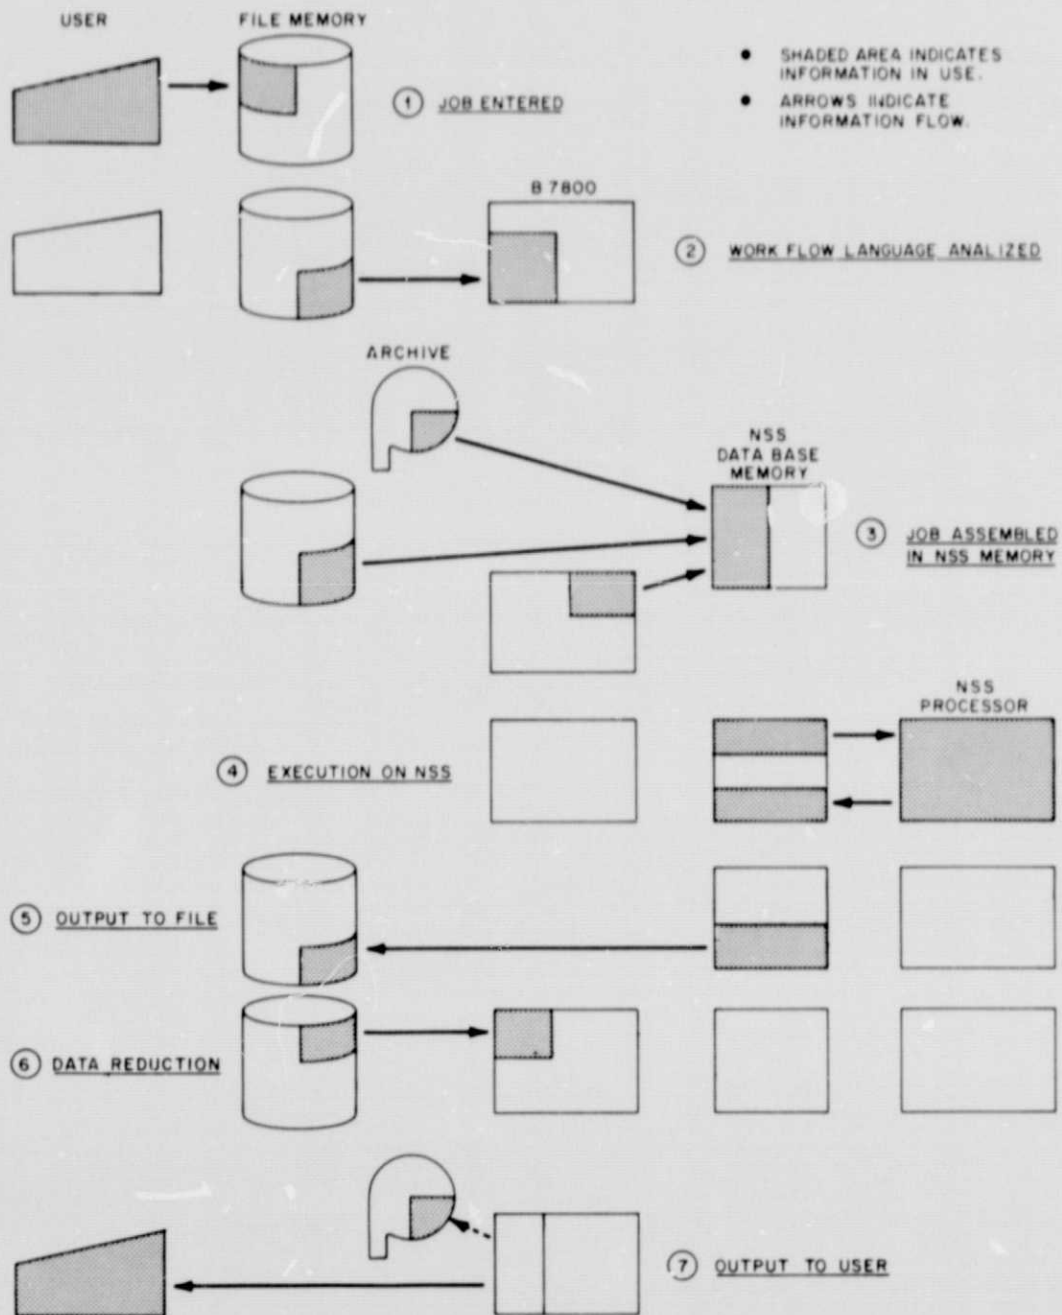 USER
FILE MEMORY
● SHADED AREA INDICATES
INFORMATION IN USE.
● ARROWS INDICATE
INFORMATION FLOW.
① JOB ENTERED
B 7800
② WORK FLOW LANGUAGE ANALIZED
ARCHIVE
NSS
DATA BASE
MEMORY
③ JOB ASSEMBLED
IN NSS MEMORY
NSS
PROCESSOR
④ EXECUTION ON NSS
⑤ OUTPUT TO FILE
⑥ DATA REDUCTION
⑦ OUTPUT TO USER